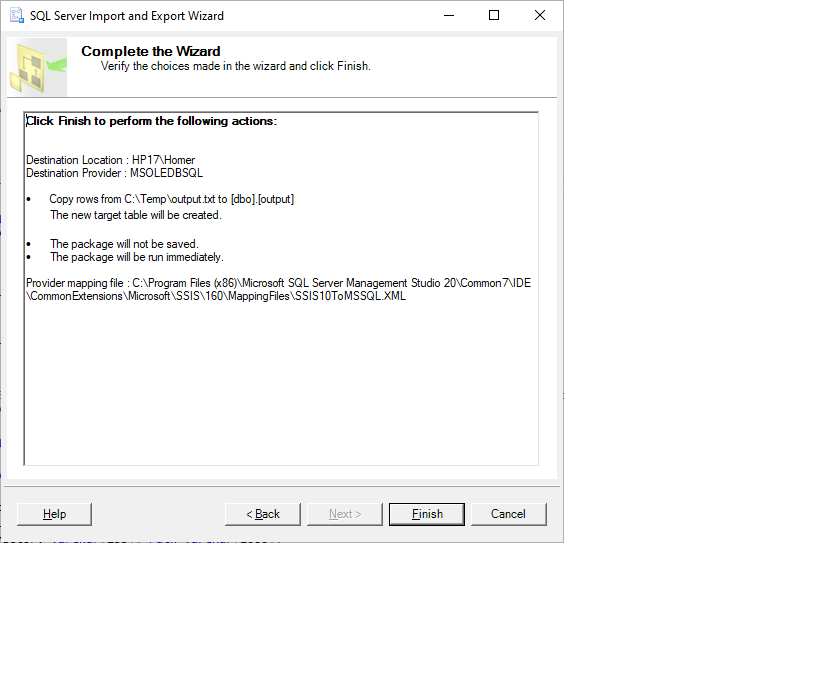 SQL Server Import and Export Wizard
Complete the Wizard
Verify the choices made in the wizard and click Finish.
Click Finish to perform the following actions:
Destination Location : HP17\Homer
Destination Provider : MSOLEDBSQL
• Copy rows from C:\Temp\output.txt to [dbo].[output]
The new target table will be created.
• The package will not be saved.
• The package will be run immediately.
Provider mapping file : C:\Program Files (x86)\Microsoft SQL Server Management Studio 20\Common7\IDE
\CommonExtensions\Microsoft\SSIS\160\MappingFiles\SSIS10ToMSSQL.XML
Help
< Back
Next >
Finish
Cancel